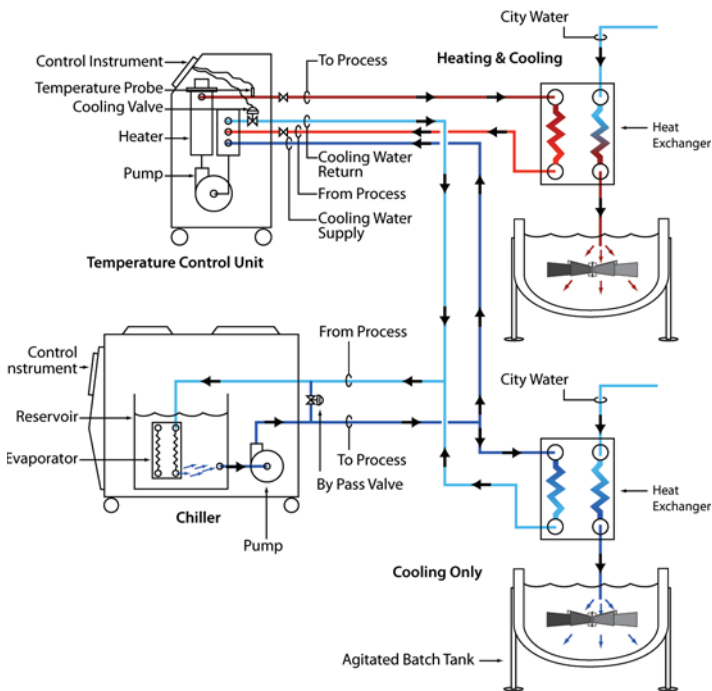 City Water
Control Instrument
To Process
Heating & Cooling
Temperature Probe
Cooling Valve
Heater
Heat
Exchanger
Cooling Water
Return
Pump
From Process
Cooling Water
Supply
Temperature Control Unit
From Process
Control
nstrument
City Water
Reservoir
Evaporator
To Process
By Pass Valve
Heat
Exchanger
Chiller
Pump
Cooling Only
Agitated Batch Tank